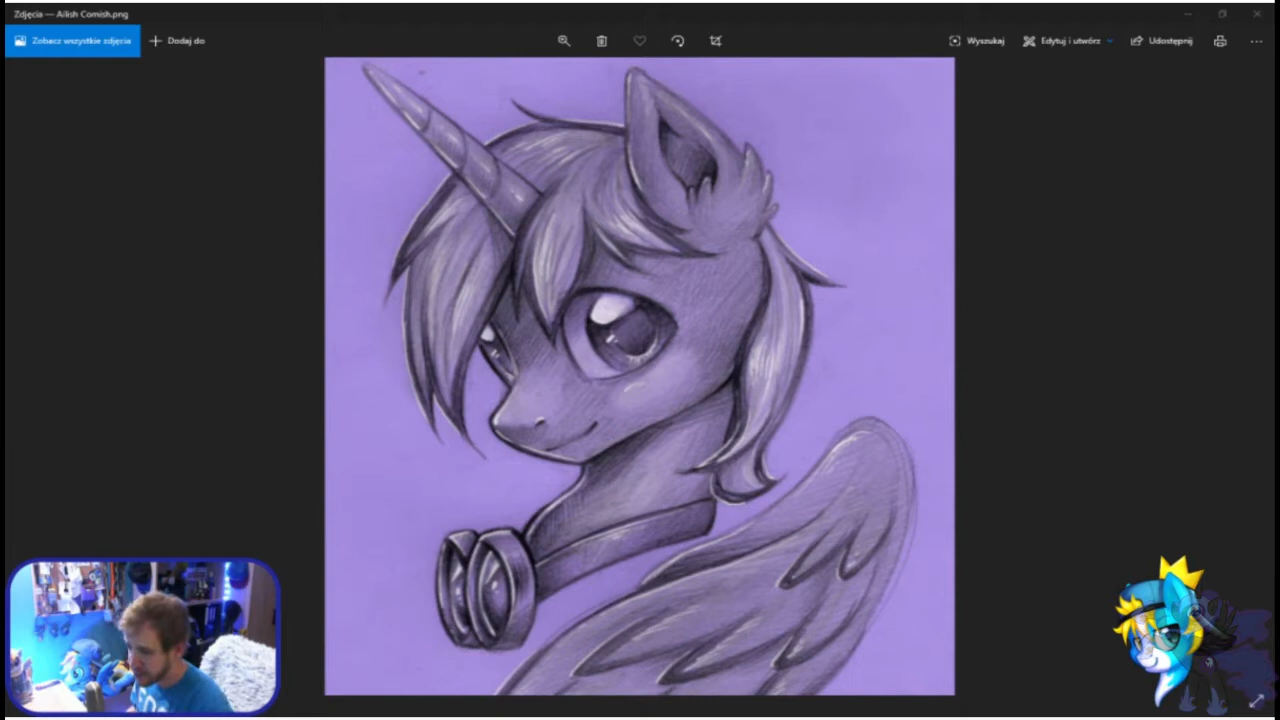 Zdjęcia — Ailish Cornish.png
Zobacz wszystkie zdjęcia
Dodaj do
Wyszukaj
Edytuj i utwórz
Udostępnij